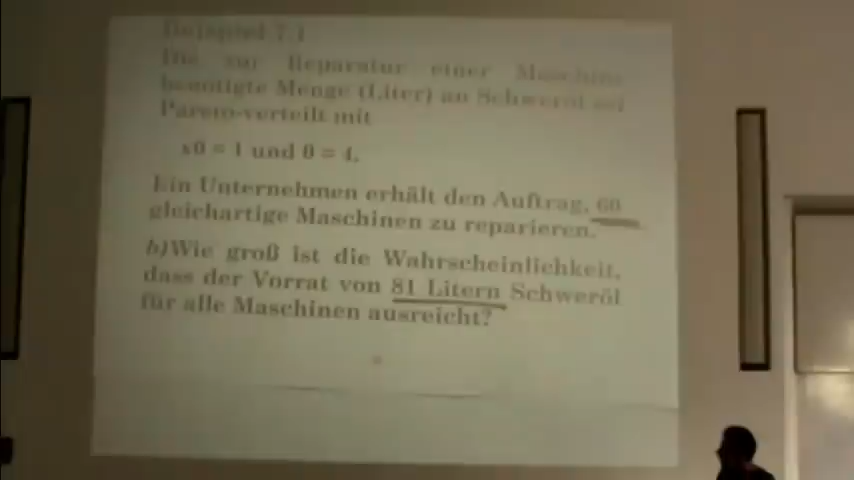 Beispiel 7.1
Die zur Reparatur einer Maschine
benötigte Menge (Liter) an Schweröl sei
Pareto-verteilt mit
x0 = 1 und θ = 4.
Ein Unternehmen erhält den Auftrag, 60
gleichartige Maschinen zu reparieren.
b)Wie groß ist die Wahrscheinlichkeit,
dass der Vorrat von 81 Litern Schweröl
für alle Maschinen ausreicht?